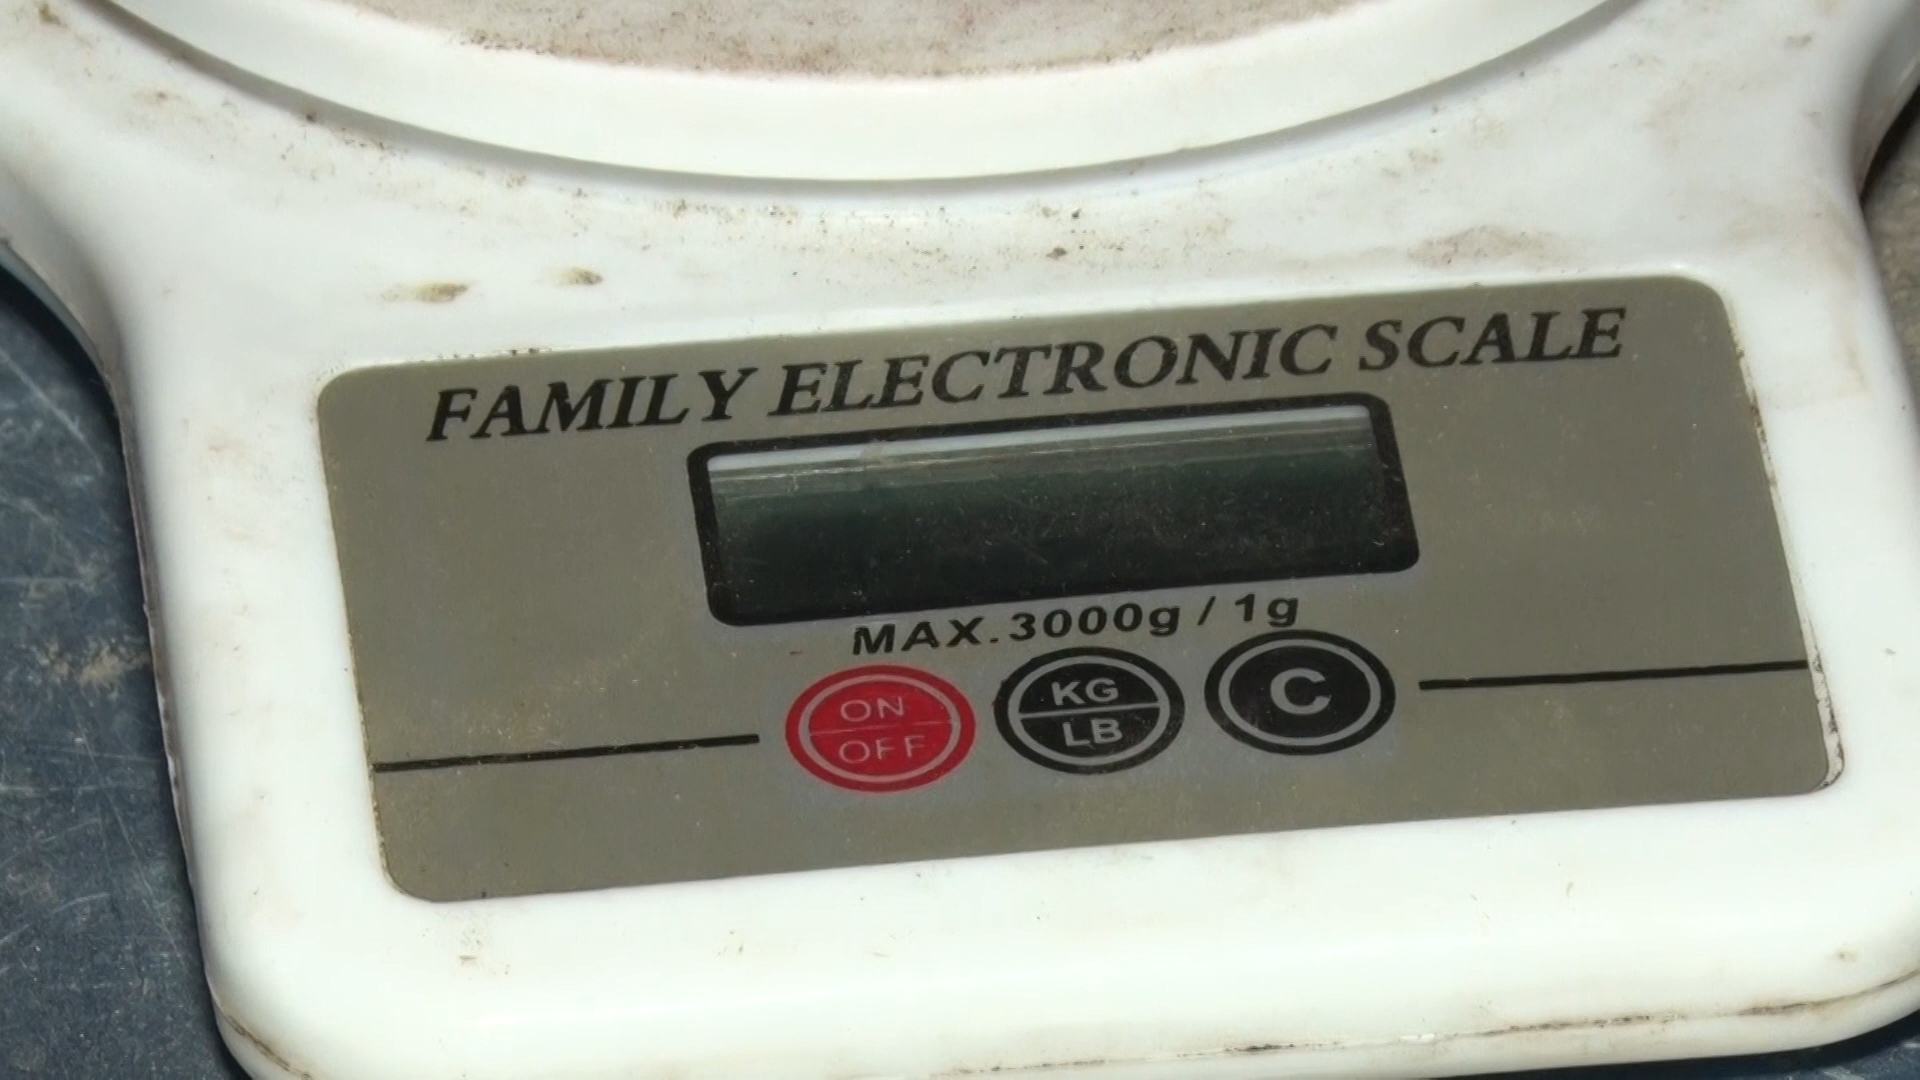 FAMILY ELECTRONIC SCALE
MAX.3000g / 1g
ON
OFF
KG
LB
C